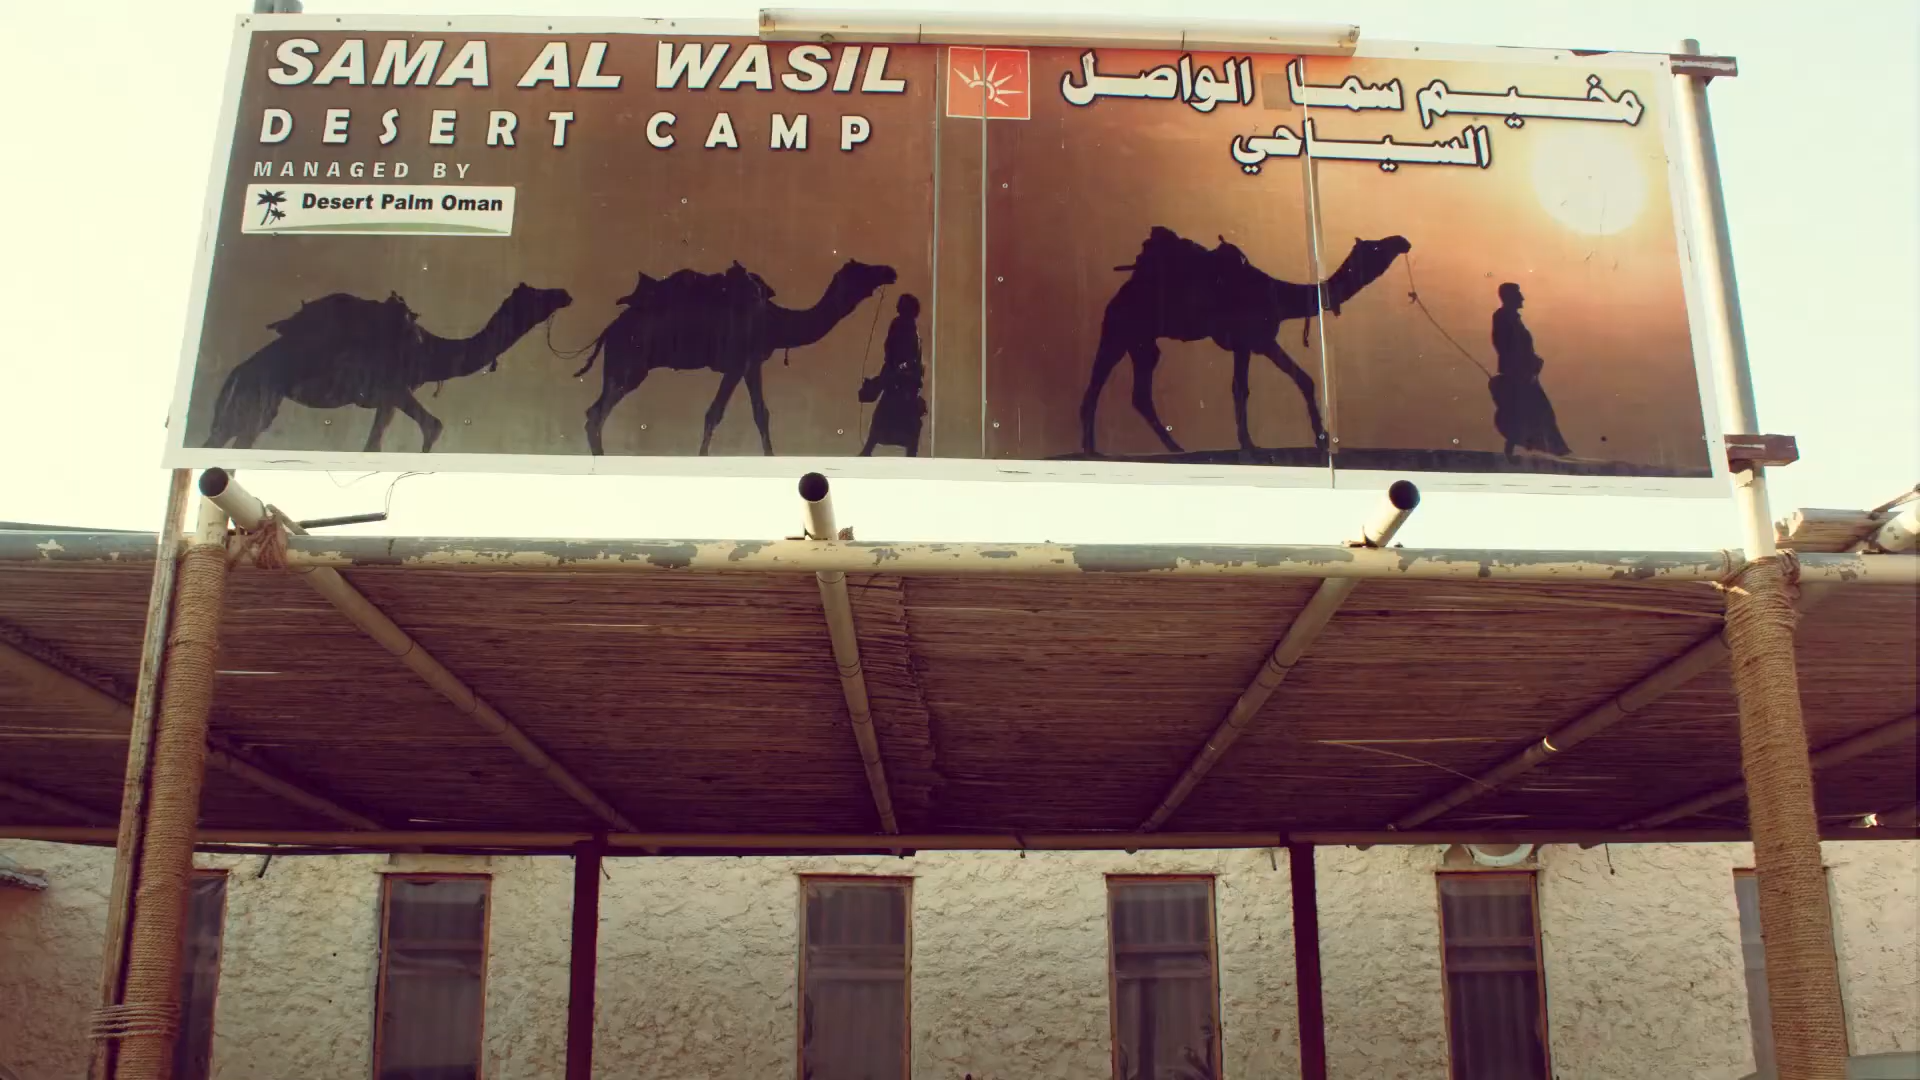 SAMA AL WASIL
DESERT CAMP
MANAGED BY
Desert Palm Oman
مخيم سما الواصل
السياحي